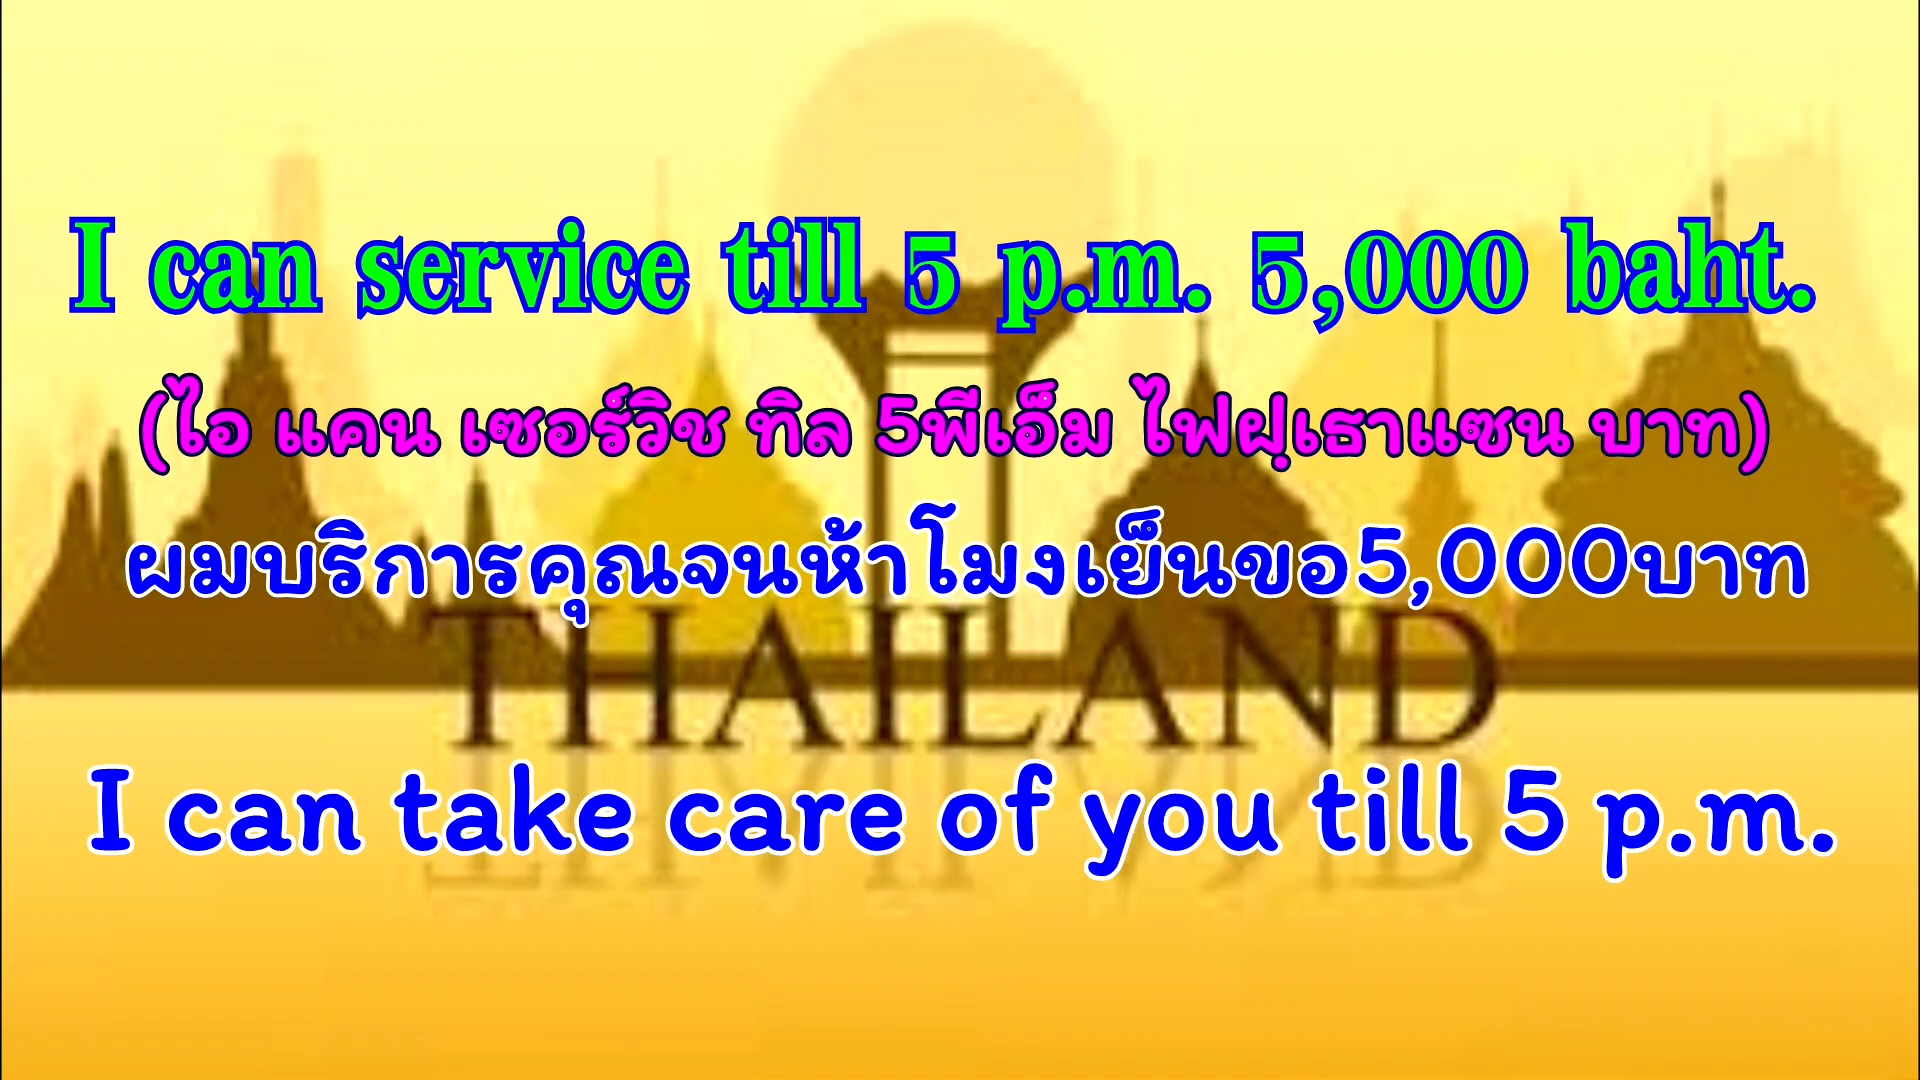 I can service till 5 p.m. 5,000 baht.
(ไอ แคน เซอร์วิช ทิล 5พีเอ็ม ไฟฝฺเธาแซน บาท)
ผมบริการคุณจนห้าโมงเย็นขอ5,000บาท
THAILAND
I can take care of you till 5 p.m.